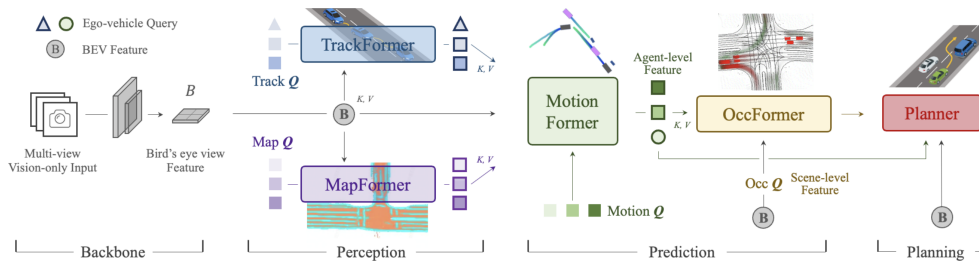 Ego-vehicle Query
B
BEV Feature
B
Multi-view
Vision-only Input
Bird's eye view
Feature
Backbone
TrackFormer
Track Q
K, V
K, V
B
Map Q
K, V
MapFormer
Perception
Motion
Former
Agent-level
Feature
K, V
OccFormer
Occ Q
Scene-level
Feature
Motion Q
B
Prediction
Planner
B
Planning